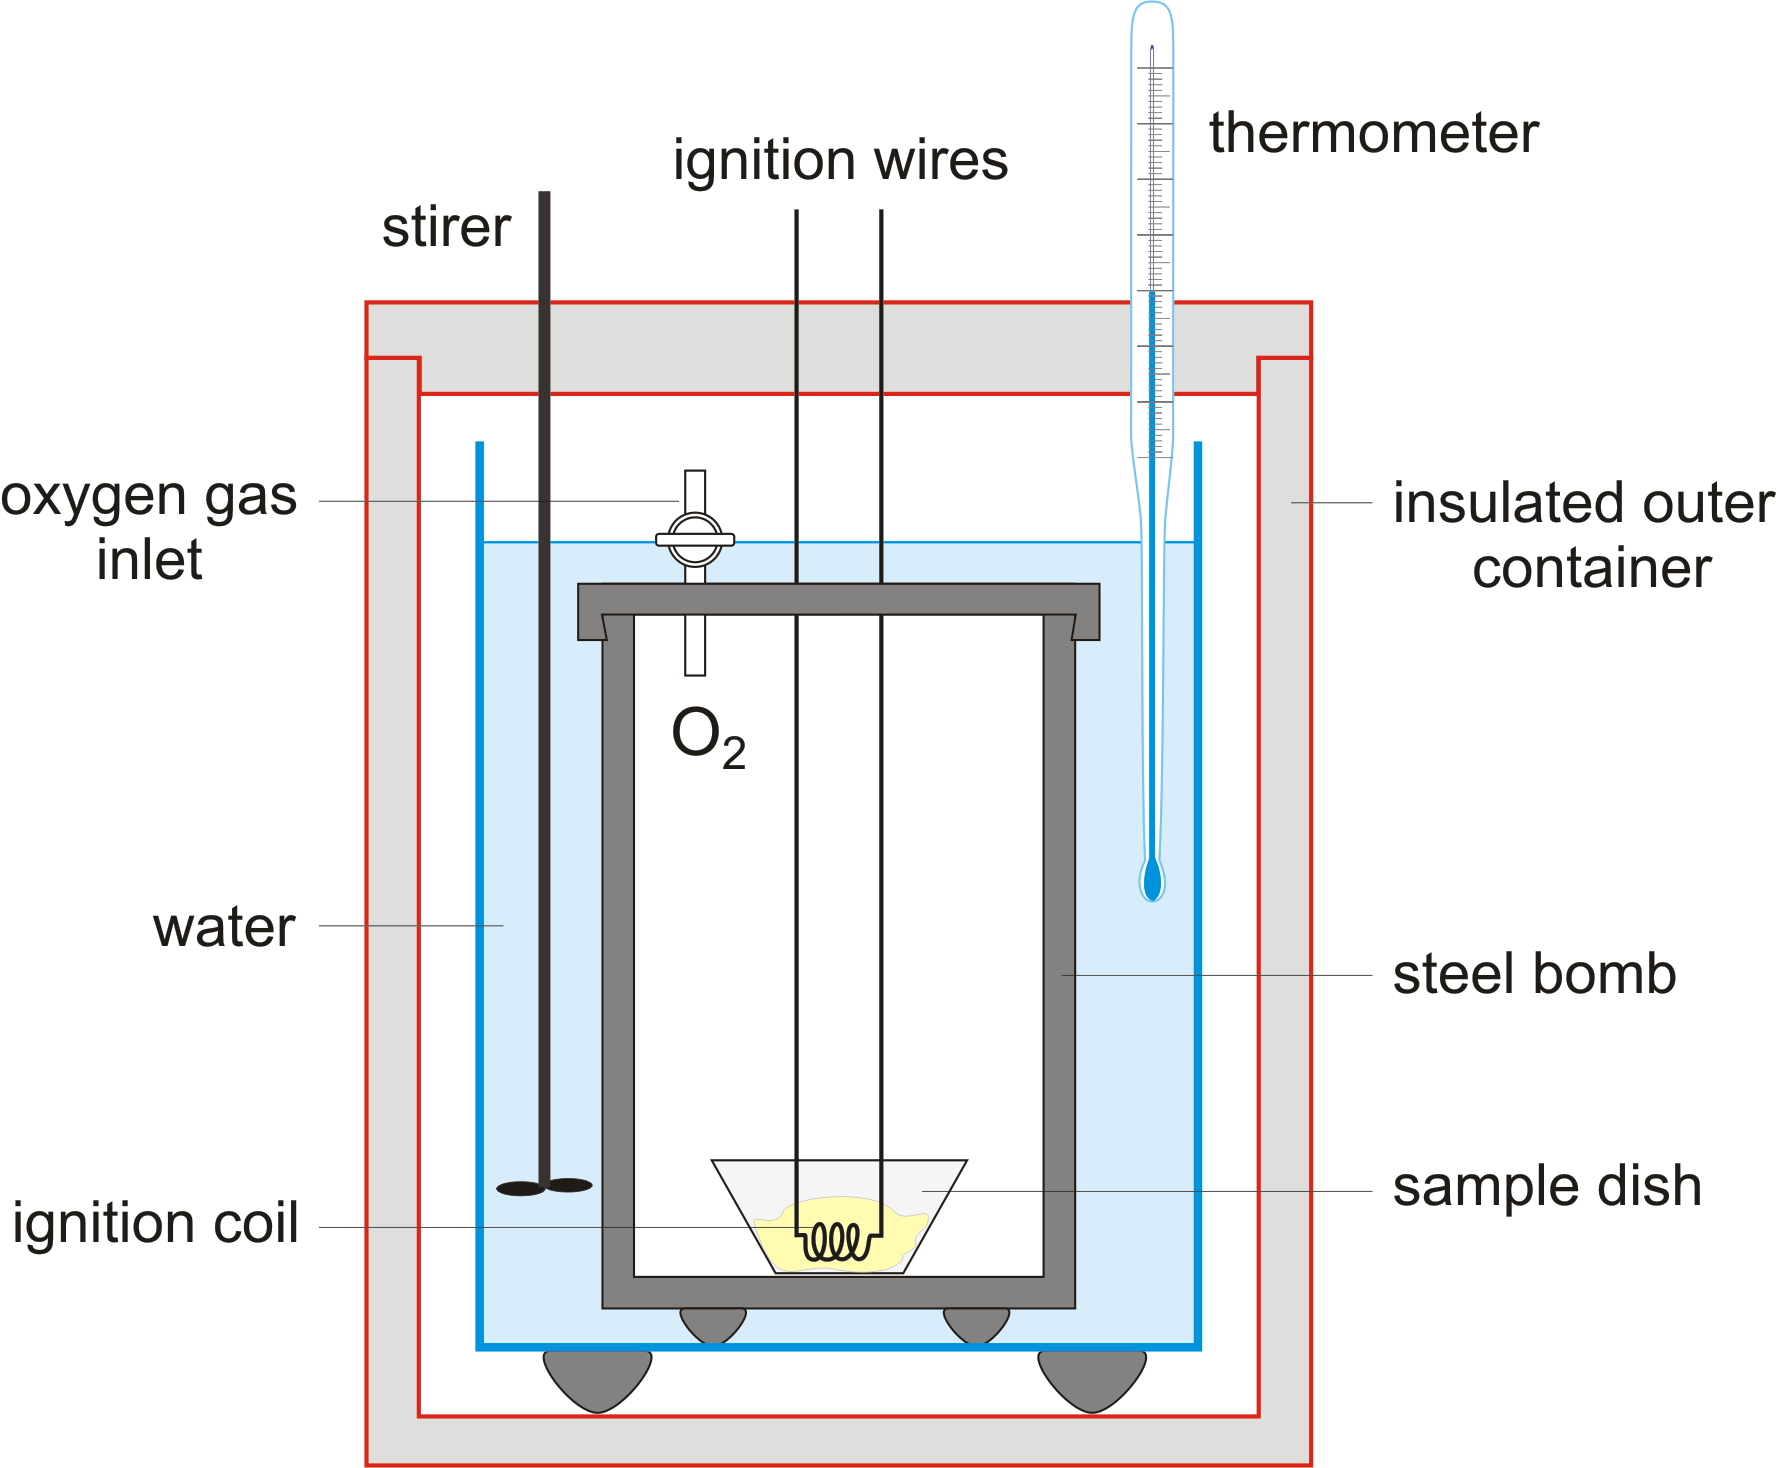 thermometer
ignition wires
stirer
oxygen gas
inlet
insulated outer
container
O₂
water
steel bomb
sample dish
ignition coil